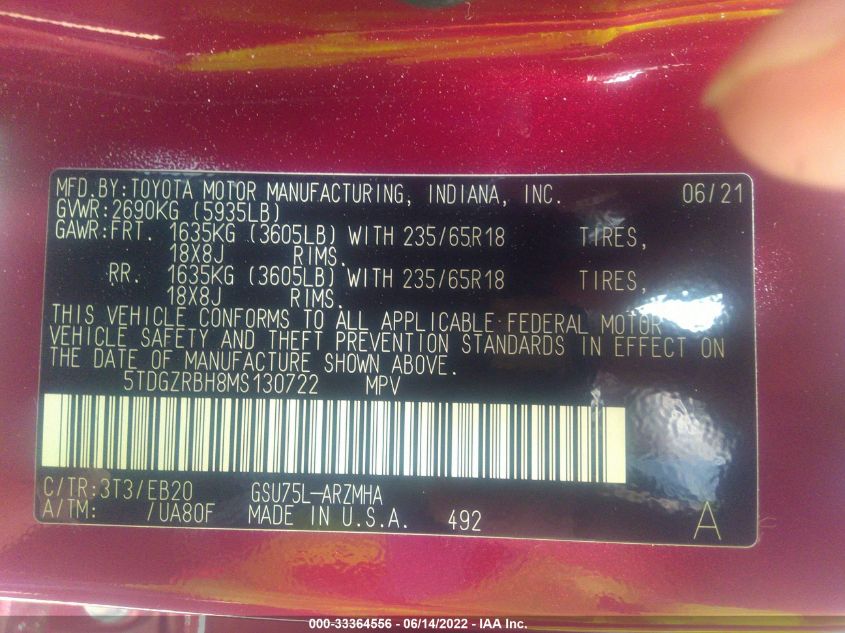 MFD.BY:TOYOTA MOTOR MANUFACTURING, INDIANA, INC. 06/21
GVWR:2690KG (5935LB)
GAWR:FRT. 1635KG (3605LB) WITH 235/65R18 TIRES,
18X8J RIMS.
RR. 1635KG (3605LB) WITH 235/65R18 TIRES,
18X8J RIMS.
THIS VEHICLE CONFORMS TO ALL APPLICABLE FEDERAL MOTOR
VEHICLE SAFETY AND THEFT PREVENTION STANDARDS IN EFFECT ON
THE DATE OF MANUFACTURE SHOWN ABOVE.
5TDGZRBH8MS130722 MPV
C/TR:3T3/EB20 GSU75L-ARZMHA
A/TM: /UA80F MADE IN U.S.A. 492 A
000-33364556 - 06/14/2022 - IAA Inc.